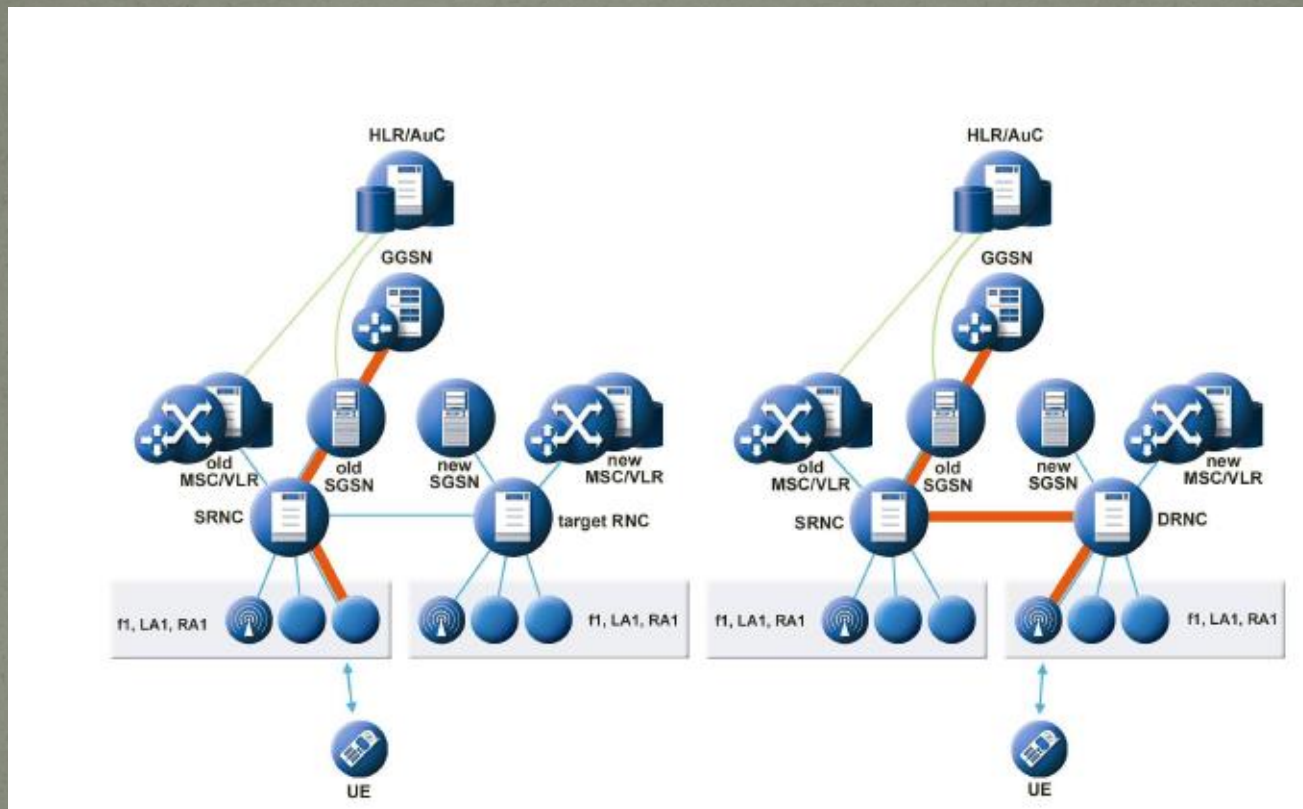 HLR/AuC
GGSN
old
MSC/VLR
old
SGSN
new
SGSN
new
MSC/VLR
SRNC
target RNC
f1, LA1, RA1
f1, LA1, RA1
UE
HLR/AuC
GGSN
old
MSC/VLR
old
SGSN
new
SGSN
new
MSC/VLR
SRNC
DRNC
f1, LA1, RA1
f1, LA1, RA1
UE